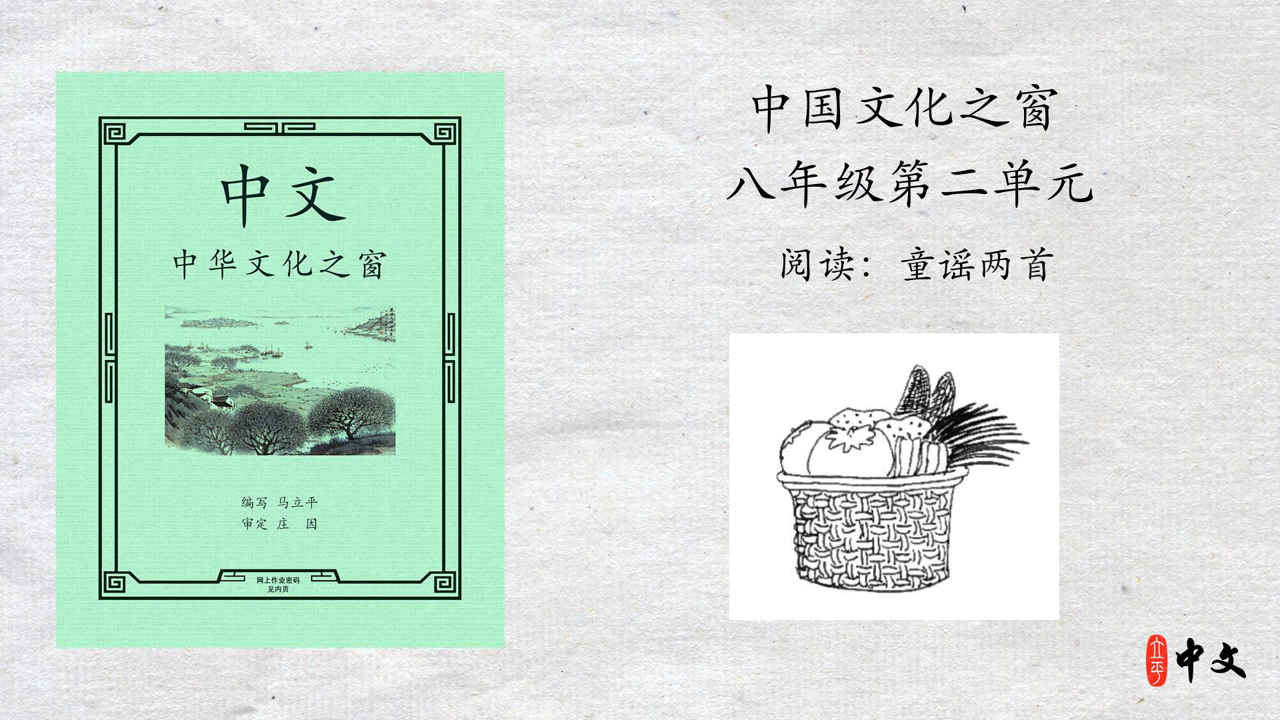 中文
中华文化之窗
编写 马立平
审定 庄 因
网上作业密码
见内页
中国文化之窗
八年级第二单元
阅读：童谣两首
立平
中文